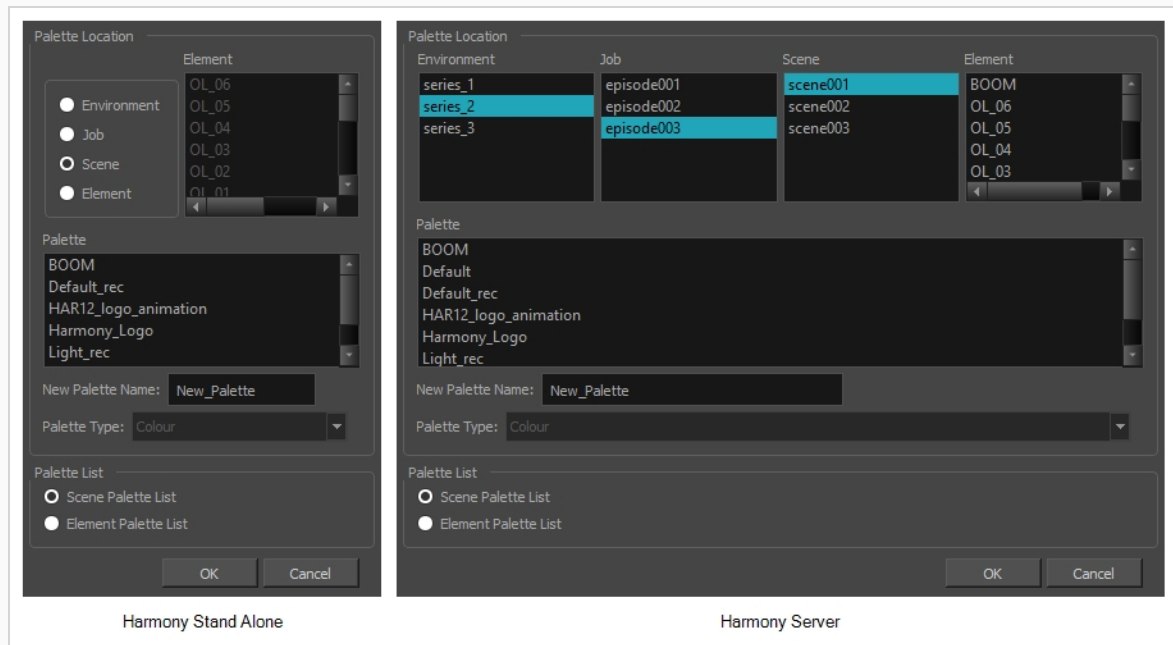 Palette Location
Element
Environment
Job
Scene
Element
OL_06
OL_05
OL_04
OL_03
OL_02
OL_01
Palette
BOOM
Default_rec
HAR12_logo_animation
Harmony_Logo
Light_rec
New Palette Name: New_Palette
Palette Type: Colour
Palette List
Scene Palette List
Element Palette List
OK Cancel
Harmony Stand Alone
Palette Location
Environment Job Scene Element
series_1 episode001 scene001 BOOM
series_2 episode002 scene002 OL_06
series_3 episode003 scene003 OL_05
OL_04
OL_03
Palette
BOOM
Default
Default_rec
HAR12_logo_animation
Harmony_Logo
Light_rec
New Palette Name: New_Palette
Palette Type: Colour
Palette List
Scene Palette List
Element Palette List
OK Cancel
Harmony Server